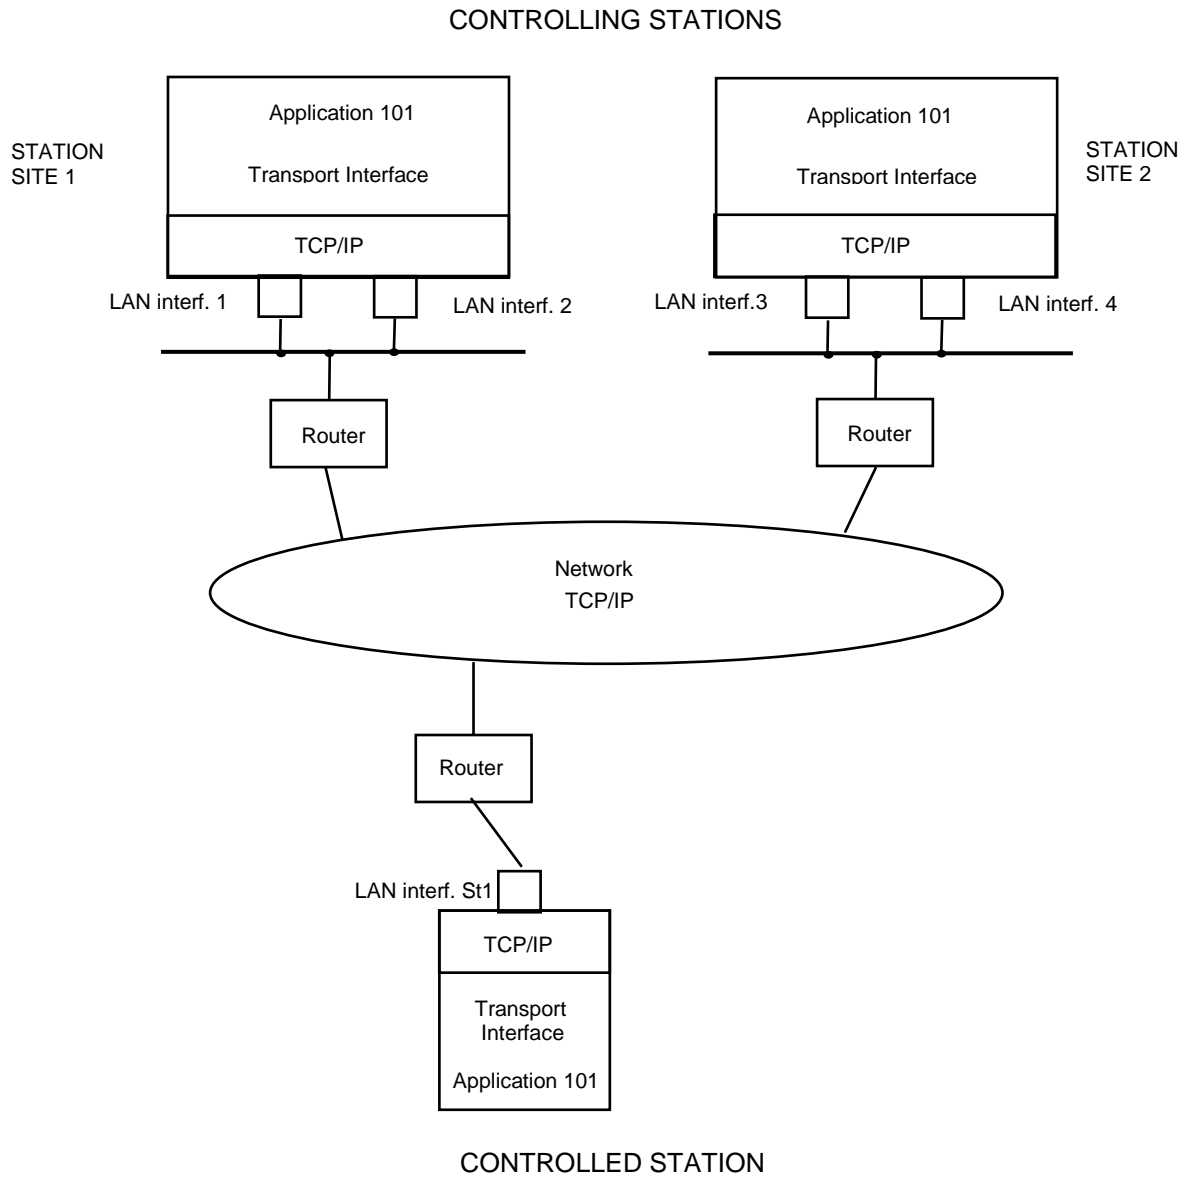 CONTROLLING STATIONS
Application 101
Application 101
STATION
SITE 1
STATION
SITE 2
Transport Interface
Transport Interface
TCP/IP
TCP/IP
LAN interf. 1
LAN interf. 2
LAN interf.3
LAN interf. 4
Router
Router
Network
TCP/IP
Router
LAN interf. St1
TCP/IP
Transport
Interface
Application 101
CONTROLLED STATION